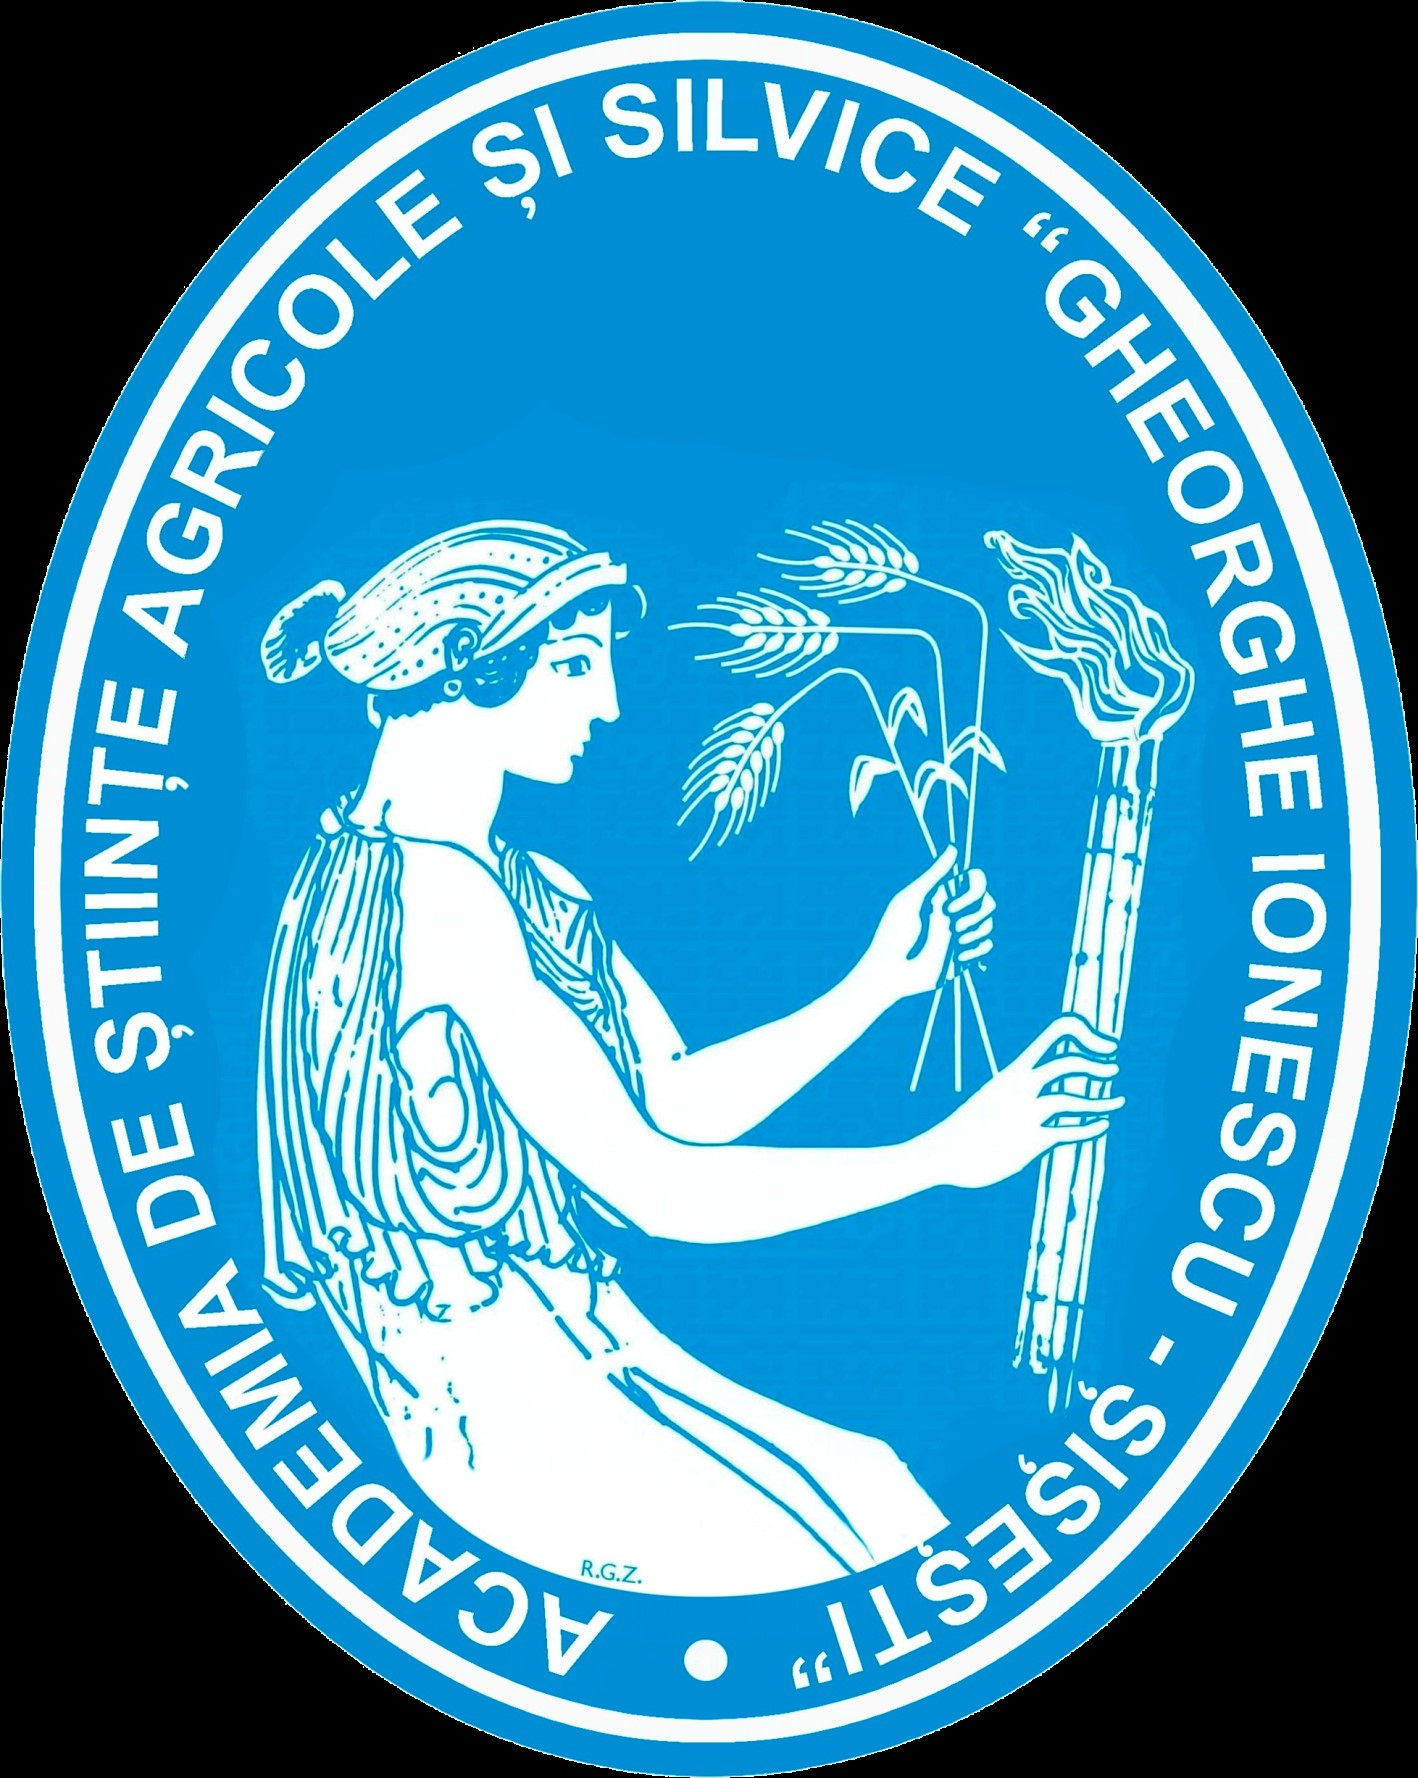 ACADEMIA DE ȘTIINȚE AGRICOLE ȘI SILVICE “GHEORGHE IONESCU - ȘIȘEȘTI”
R.G.Z.